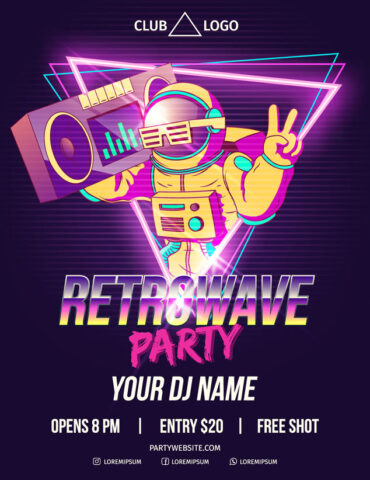 CLUB LOGO
RETROWAVE
PARTY
YOUR DJ NAME
OPENS 8 PM | ENTRY $20 | FREE SHOT
PARTYWEBSITE.COM
LOREMIPSUM LOREMIPSUM LOREMIPSUM